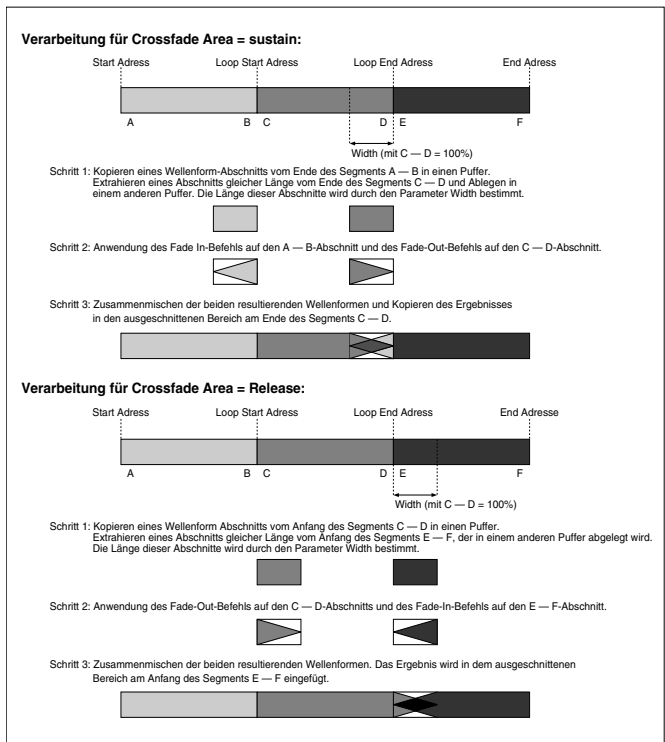 Verarbeitung für Crossfade Area = sustain:
Start Adress Loop Start Adress Loop End Adress End Adress
A B C D E F
Width (mit C — D = 100%)
Schritt 1: Kopieren eines Wellenform-Abschnitts vom Ende des Segments A — B in einen Puffer.
Extrahieren eines Abschnitts gleicher Länge vom Ende des Segments C — D und Ablegen in
einem anderen Puffer. Die Länge dieser Abschnitte wird durch den Parameter Width bestimmt.
Schritt 2: Anwendung des Fade In-Befehls auf den A — B-Abschnitt und des Fade-Out-Befehls auf den C — D-Abschnitt.
Schritt 3: Zusammenmischen der beiden resultierenden Wellenformen und Kopieren des Ergebnisses
in den ausgeschnittenen Bereich am Ende des Segments C — D.
Verarbeitung für Crossfade Area = Release:
Start Adress Loop Start Adress Loop End Adress End Adresse
A B C D E F
Width (mit C — D = 100%)
Schritt 1: Kopieren eines Wellenform Abschnitts vom Anfang des Segments C — D in einen Puffer.
Extrahieren eines Abschnitts gleicher Länge vom Anfang des Segments E — F, der in einem anderen Puffer abgelegt wird.
Die Länge dieser Abschnitte wird durch den Parameter Width bestimmt.
Schritt 2: Anwendung des Fade-Out-Befehls auf den C — D-Abschnitts und des Fade-In-Befehls auf den E — F-Abschnitt.
Schritt 3: Zusammenmischen der beiden resultierenden Wellenformen. Das Ergebnis wird in dem ausgeschnittenen
Bereich am Anfang des Segments E — F eingefügt.